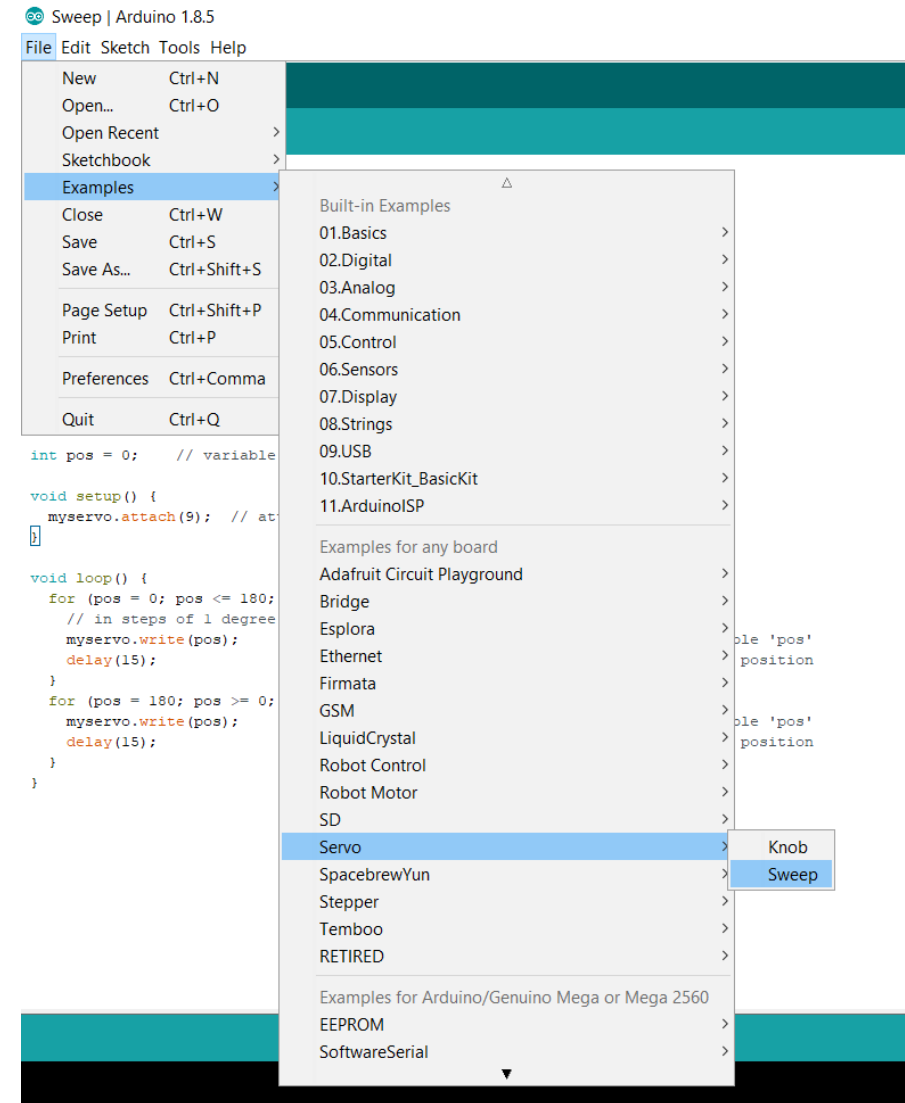 Sweep | Arduino 1.8.5
File Edit Sketch Tools Help
New Ctrl+N
Open... Ctrl+O
Open Recent
Sketchbook
Examples
Close Ctrl+W
Save Ctrl+S
Save As... Ctrl+Shift+S
Page Setup Ctrl+Shift+P
Print Ctrl+P
Preferences Ctrl+Comma
Quit Ctrl+Q
Built-in Examples
01.Basics
02.Digital
03.Analog
04.Communication
05.Control
06.Sensors
07.Display
08.Strings
09.USB
10.StarterKit_BasicKit
11.ArduinoISP
Examples for any board
Adafruit Circuit Playground
Bridge
Esplora
Ethernet
Firmata
GSM
LiquidCrystal
Robot Control
Robot Motor
SD
Servo
SpacebrewYun
Stepper
Temboo
RETIRED
Examples for Arduino/Genuino Mega or Mega 2560
EEPROM
SoftwareSerial
Knob
Sweep
int pos = 0; // variable
void setup() {
myservo.attach(9); // at
}
void loop() {
for (pos = 0; pos <= 180;
// in steps of 1 degree
myservo.write(pos); ble 'pos'
delay(15); position
}
for (pos = 180; pos >= 0;
myservo.write(pos); ble 'pos'
delay(15); position
}
}